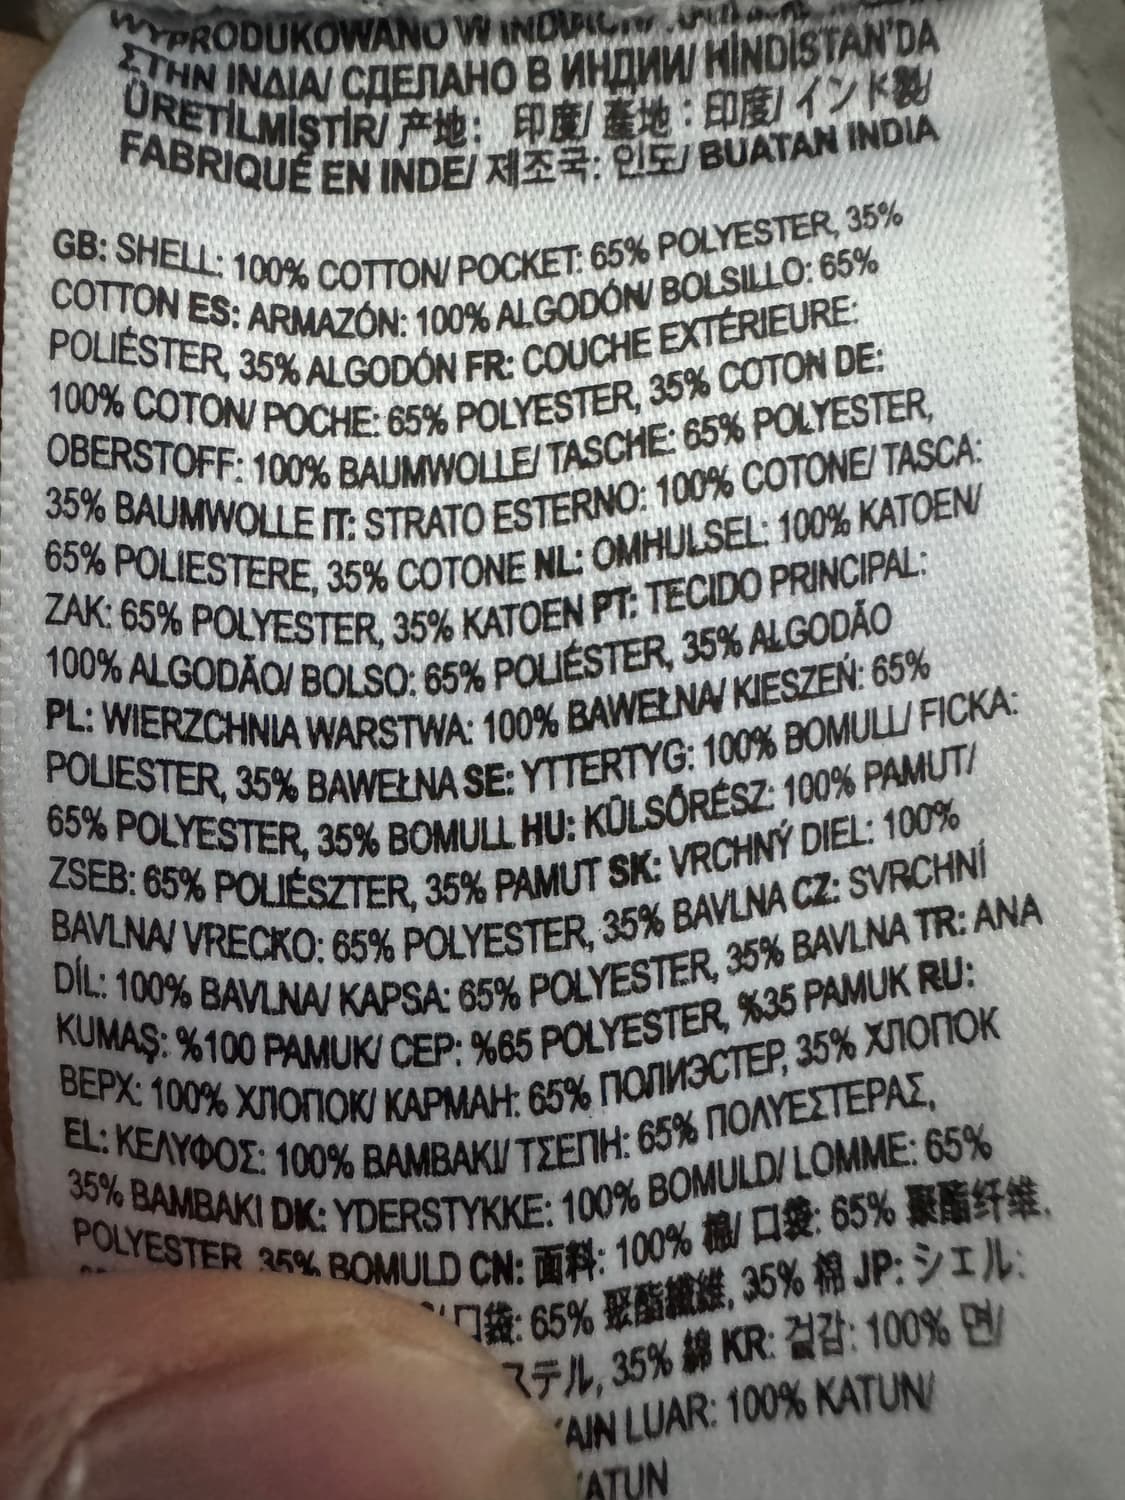 WYPRODUKOWANO W
ΣΤΗΝ ΙΝΔΙΑ/ СДЕЛАНО В ИНДИИ/ HİNDİSTAN'DA
ÜRETİLMİŞTİR/ 产地： 印度/ 產地：印度/ インド製/
FABRIQUÉ EN INDE/ 제조국: 인도/ BUATAN INDIA
GB: SHELL: 100% COTTON/ POCKET: 65% POLYESTER, 35%
COTTON ES: ARMAZÓN: 100% ALGODÓN/ BOLSILLO: 65%
POLIÉSTER, 35% ALGODÓN FR: COUCHE EXTÉRIEURE:
100% COTON/ POCHE: 65% POLYESTER, 35% COTON DE:
OBERSTOFF: 100% BAUMWOLLE/ TASCHE: 65% POLYESTER,
35% BAUMWOLLE IT: STRATO ESTERNO: 100% COTONE/ TASCA:
65% POLIESTERE, 35% COTONE NL: OMHULSEL: 100% KATOEN/
ZAK: 65% POLYESTER, 35% KATOEN PT: TECIDO PRINCIPAL:
100% ALGODÃO/ BOLSO: 65% POLIÉSTER, 35% ALGODÃO
PL: WIERZCHNIA WARSTWA: 100% BAWEŁNA/ KIESZEŃ: 65%
POLIESTER, 35% BAWEŁNA SE: YTTERTYG: 100% BOMULL/ FICKA:
65% POLYESTER, 35% BOMULL HU: KÜLSŐRÉSZ: 100% PAMUT/
ZSEB: 65% POLIÉSZTER, 35% PAMUT SK: VRCHNÝ DIEL: 100%
BAVLNA/ VRECKO: 65% POLYESTER, 35% BAVLNA CZ: SVRCHNÍ
DÍL: 100% BAVLNA/ KAPSA: 65% POLYESTER, 35% BAVLNA TR: ANA
KUMAŞ: %100 PAMUK/ CEP: %65 POLYESTER, %35 PAMUK RU:
ВЕРХ: 100% ХЛОПОК/ КАРМАН: 65% ПОЛИЭСТЕР, 35% ХЛОПОК
EL: ΚΕΛΥΦΟΣ: 100% ΒΑΜΒΑΚΙ/ ΤΣΕΠΗ: 65% ΠΟΛΥΕΣΤΕΡΑΣ,
35% ΒΑΜΒΑΚΙ DK: YDERSTYKKE: 100% BOMULD/ LOMME: 65%
POLYESTER 35% BOMULD CN: 面料: 100% 棉/ 口袋: 65% 聚酯纤维,
口袋: 65% 聚酯纖維, 35% 棉 JP: シェル:
ステル, 35% 綿 KR: 겉감: 100% 면/
AIN LUAR: 100% KATUN/
ATUN